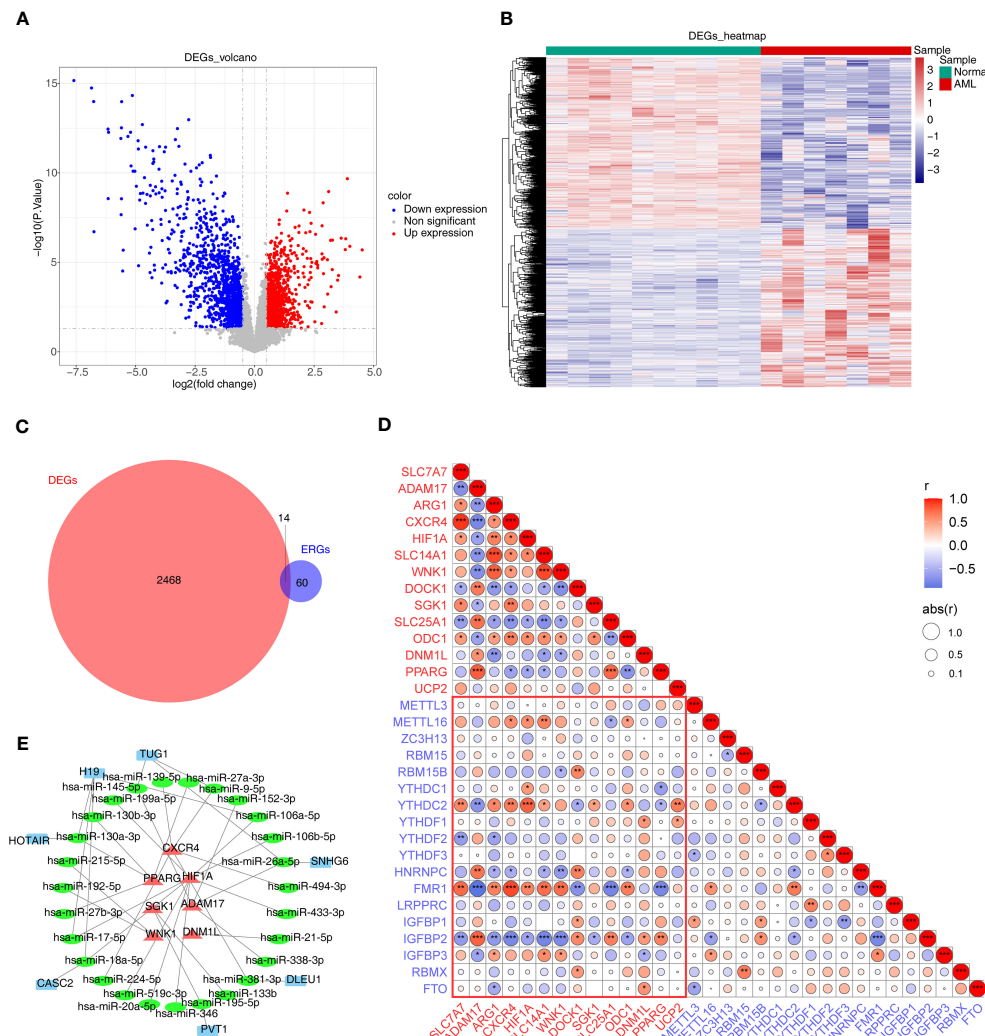 A
DEGs_volcano
15
10
5
0
−7.5
−5.0
−2.5
0.0
2.5
5.0
log2(fold change)
−log10(P.Value)
color
Down expression
Non significant
Up expression
B
DEGs_heatmap
Sample
3
2
1
0
−1
−2
−3
Sample
Norma
AML
C
DEGs
14
ERGs
2468
60
D
SLC7A7
ADAM17
ARG1
CXCR4
HIF1A
SLC14A1
WNK1
DOCK1
SGK1
SLC25A1
ODC1
DNM1L
PPARG
UCP2
METTL3
METTL16
ZC3H13
RBM15
RBM15B
YTHDC1
YTHDC2
YTHDF1
YTHDF2
YTHDF3
HNRNPC
FMR1
LRPPRC
IGFBP1
IGFBP2
IGFBP3
RBMX
FTO
r
1.0
0.5
0.0
−0.5
abs(r)
1.0
0.5
0.1
E
TUG1
H19
hsa-miR-139-5p
hsa-miR-27a-3p
hsa-miR-145-5p
hsa-miR-9-5p
hsa-miR-199a-5p
hsa-miR-152-3p
hsa-miR-130b-3p
hsa-miR-106a-5p
HOTAIR
hsa-miR-130a-3p
hsa-miR-106b-5p
CXCR4
hsa-miR-215-5p
hsa-miR-26a-5p
SNHG6
PPARG
HIF1A
hsa-miR-192-5p
hsa-miR-494-3p
SGK1
ADAM17
hsa-miR-27b-3p
hsa-miR-433-3p
WNK1
DNM1L
hsa-miR-17-5p
hsa-miR-21-5p
hsa-miR-18a-5p
hsa-miR-338-3p
CASC2
hsa-miR-224-5p
hsa-miR-381-3p
DLEU1
hsa-miR-519c-3p
hsa-miR-133b
hsa-miR-20a-5p
hsa-miR-195-5p
hsa-miR-346
PVT1